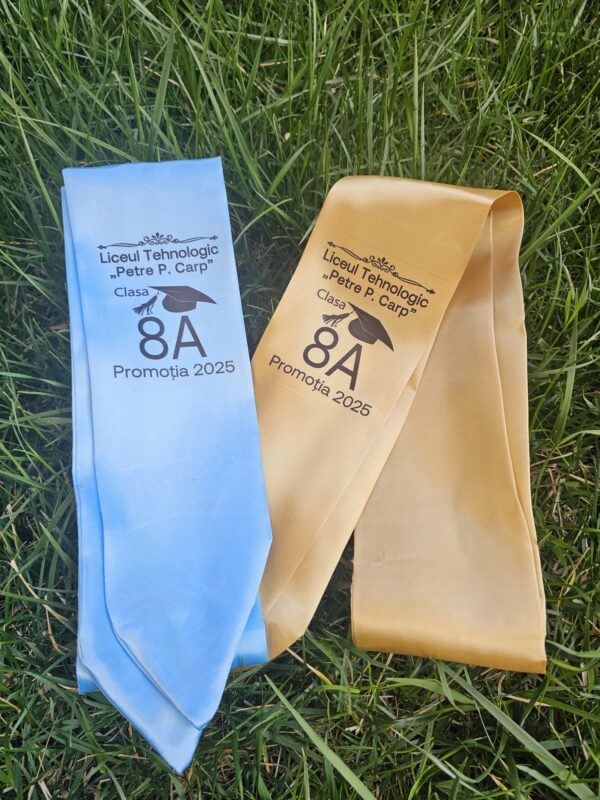 Liceul Tehnologic
„Petre P. Carp”
Clasa
8A
Promoția 2025
Liceul Tehnologic
„Petre P. Carp”
Clasa
8A
Promoția 2025